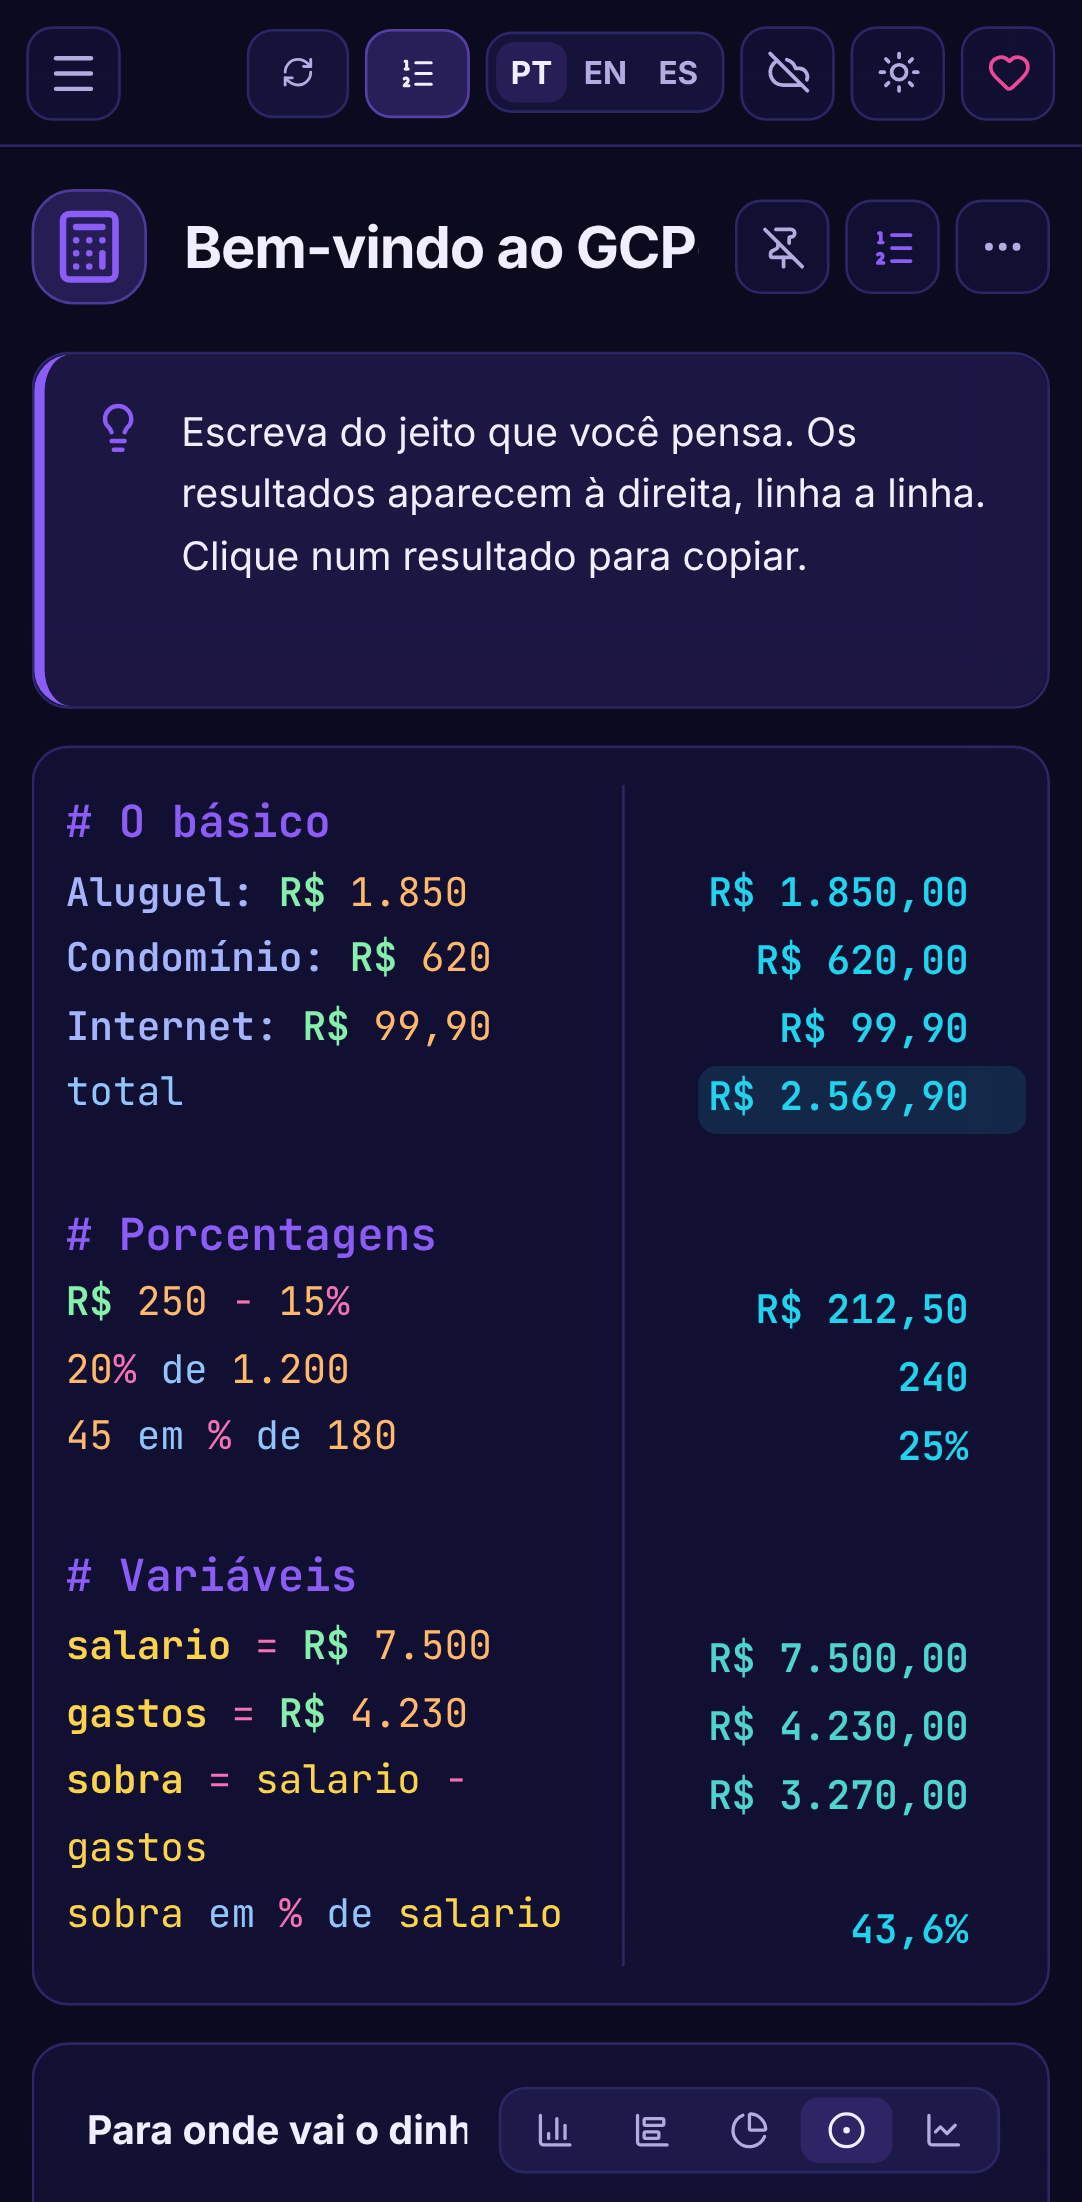 PT EN ES
Bem-vindo ao GCP
Escreva do jeito que você pensa. Os
resultados aparecem à direita, linha a linha.
Clique num resultado para copiar.
# O básico
Aluguel: R$ 1.850 R$ 1.850,00
Condomínio: R$ 620 R$ 620,00
Internet: R$ 99,90 R$ 99,90
total R$ 2.569,90
# Porcentagens
R$ 250 - 15% R$ 212,50
20% de 1.200 240
45 em % de 180 25%
# Variáveis
salario = R$ 7.500 R$ 7.500,00
gastos = R$ 4.230 R$ 4.230,00
sobra = salario - R$ 3.270,00
gastos
sobra em % de salario 43,6%
Para onde vai o dinh